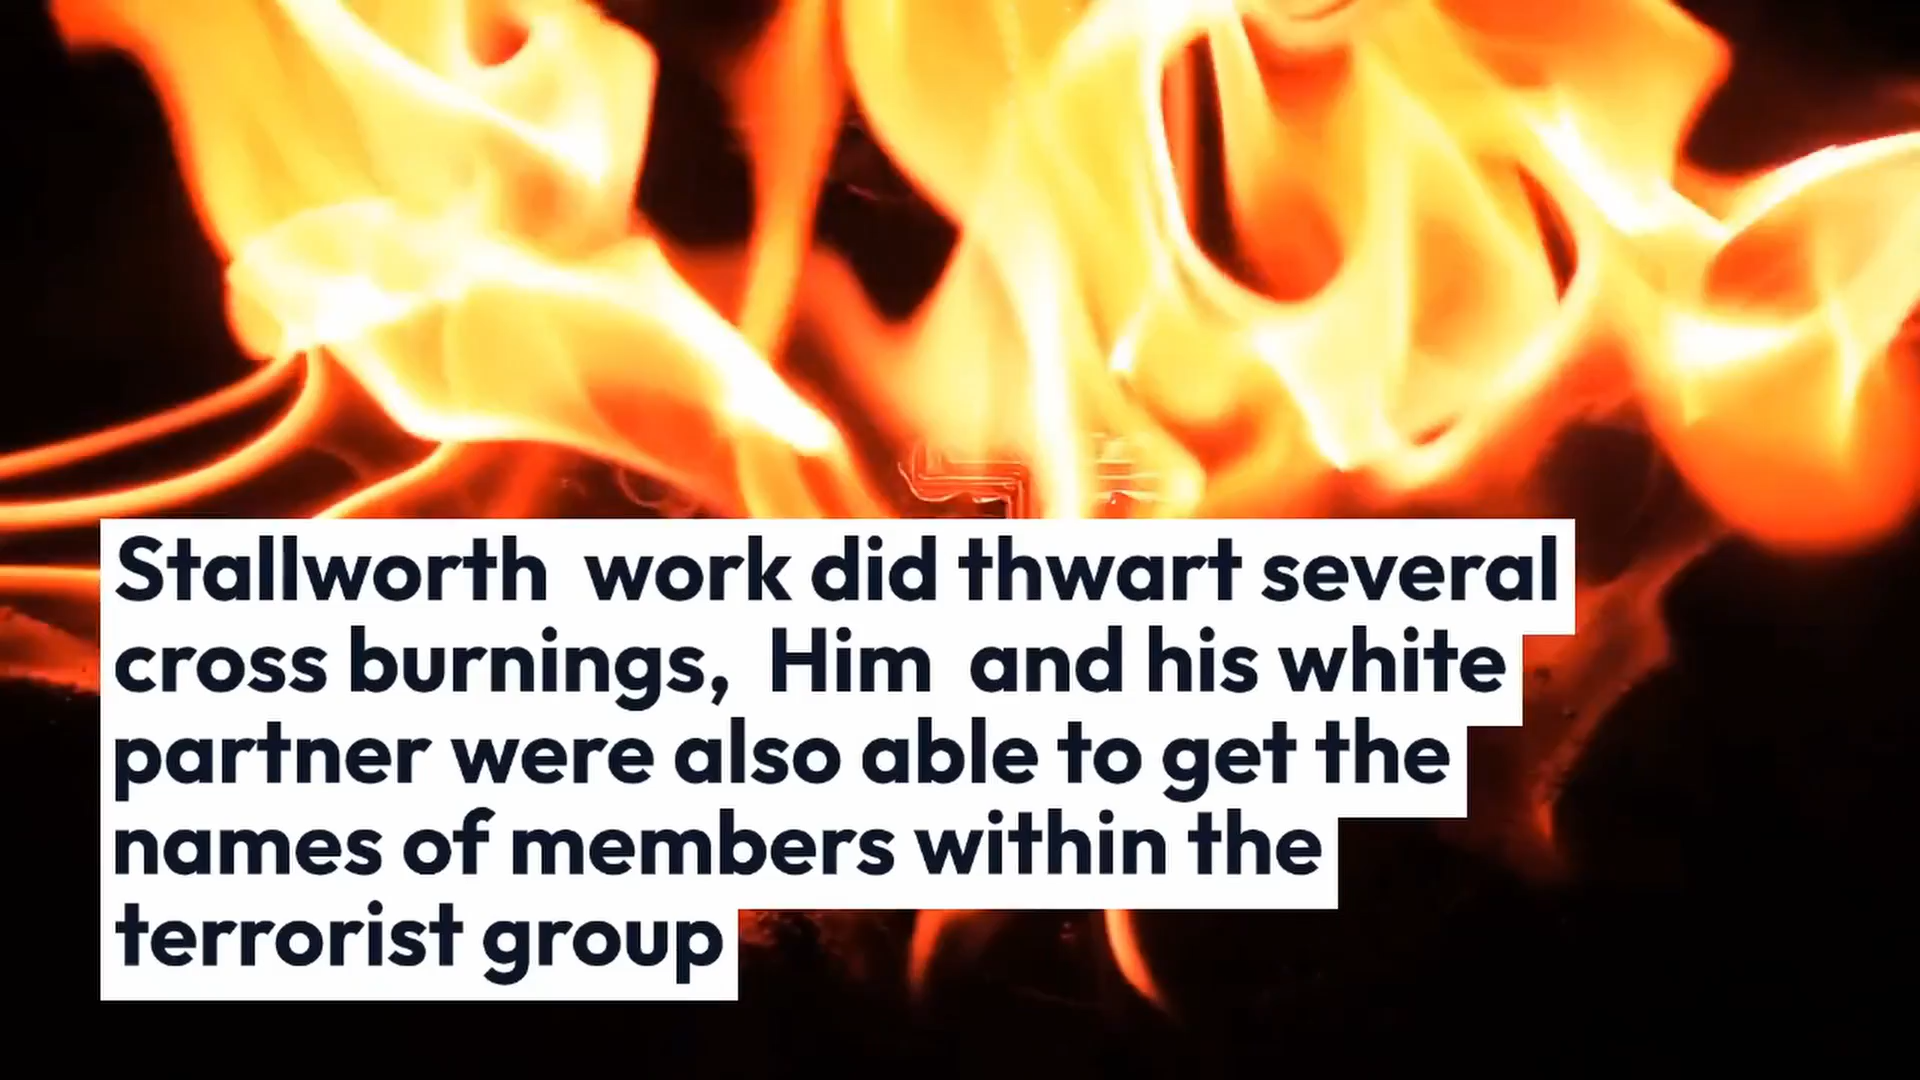 Stallworth  work did thwart several
cross burnings,  Him  and his white
partner were also able to get the
names of members within the
terrorist group